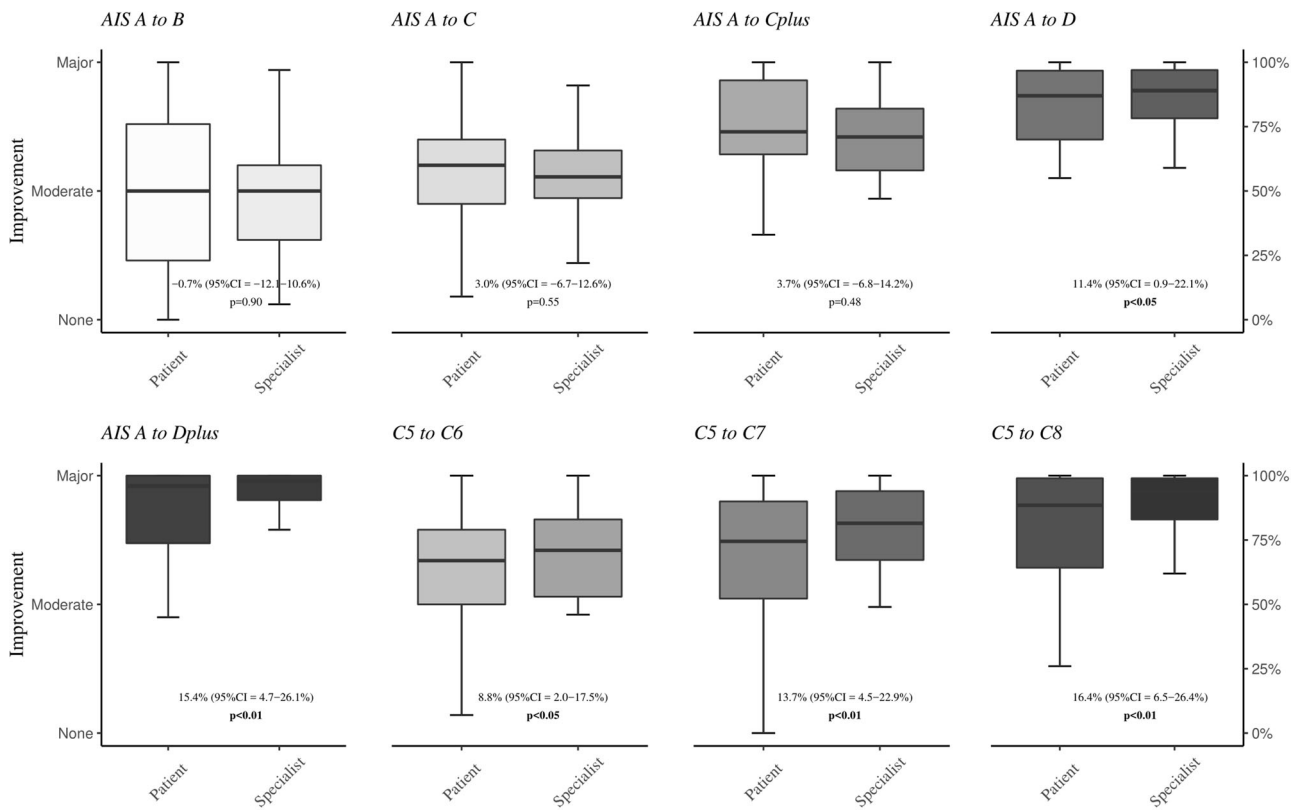 AIS A to B
AIS A to C
AIS A to Cplus
AIS A to D
Improvement
Major
Moderate
None
100%
75%
50%
25%
0%
−0.7% (95%CI = −12.1−10.6%)
p=0.90
3.0% (95%CI = −6.7−12.6%)
p=0.55
3.7% (95%CI = −6.8−14.2%)
p=0.48
11.4% (95%CI = 0.9−22.1%)
p<0.05
Patient
Specialist
Patient
Specialist
Patient
Specialist
Patient
Specialist
AIS A to Dplus
C5 to C6
C5 to C7
C5 to C8
Improvement
Major
Moderate
None
100%
75%
50%
25%
0%
15.4% (95%CI = 4.7−26.1%)
p<0.01
8.8% (95%CI = 2.0−17.5%)
p<0.05
13.7% (95%CI = 4.5−22.9%)
p<0.01
16.4% (95%CI = 6.5−26.4%)
p<0.01
Patient
Specialist
Patient
Specialist
Patient
Specialist
Patient
Specialist